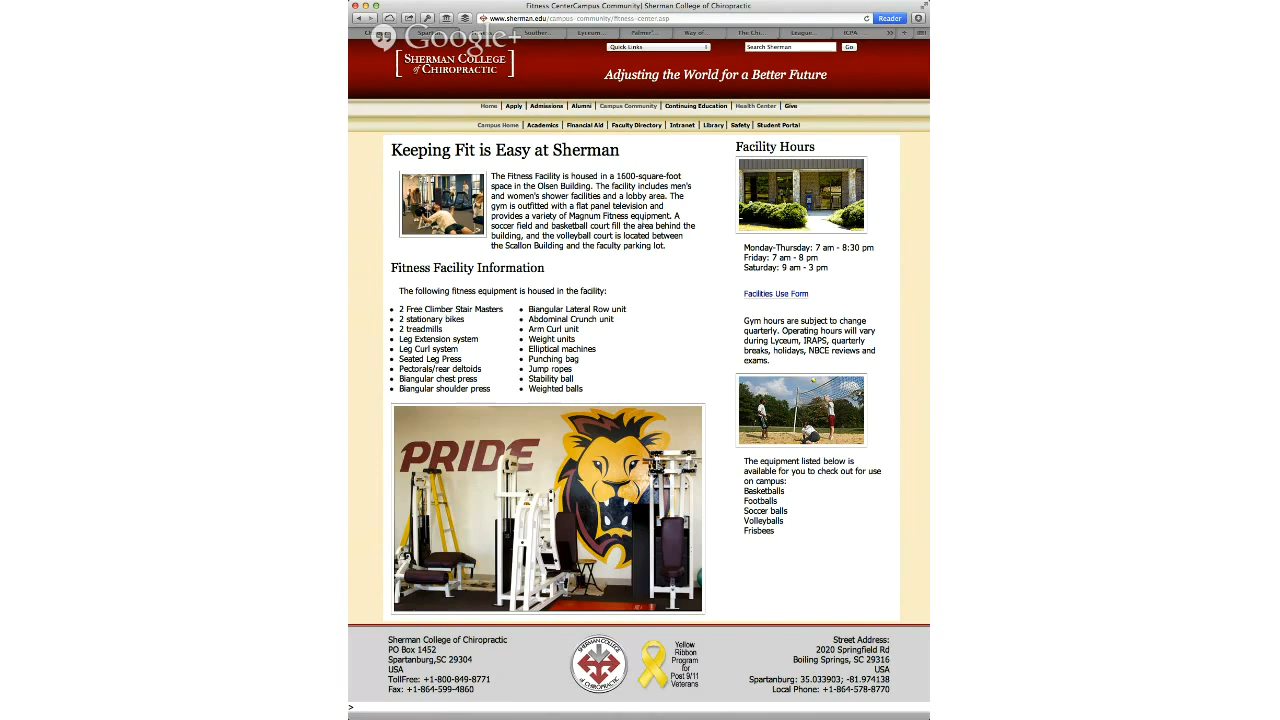 Fitness CenterCampus Community| Sherman College of Chiropractic
www.sherman.edu/campus-community/fitness-center.asp
Reader
Souther...
Lyceum...
Palmer'...
Way of...
The Chi...
League...
ICPA
Google+
Quick Links
Search Sherman
Go
SHERMAN COLLEGE
of CHIROPRACTIC
Adjusting the World for a Better Future
Home | Apply | Admissions | Alumni | Campus Community | Continuing Education | Health Center | Give
Campus Home | Academics | Financial Aid | Faculty Directory | Intranet | Library | Safety | Student Portal
Keeping Fit is Easy at Sherman
The Fitness Facility is housed in a 1600-square-foot
space in the Olsen Building. The facility includes men's
and women's shower facilities and a lobby area. The
gym is outfitted with a flat panel television and
provides a variety of Magnum Fitness equipment. A
soccer field and basketball court fill the area behind the
building, and the volleyball court is located between
the Scallon Building and the faculty parking lot.
Fitness Facility Information
The following fitness equipment is housed in the facility:
2 Free Climber Stair Masters
2 stationary bikes
2 treadmills
Leg Extension system
Leg Curl system
Seated Leg Press
Pectorals/rear deltoids
Biangular chest press
Biangular shoulder press
Biangular Lateral Row unit
Abdominal Crunch unit
Arm Curl unit
Weight units
Elliptical machines
Punching bag
Jump ropes
Stability ball
Weighted balls
PRIDE
Facility Hours
Monday-Thursday: 7 am - 8:30 pm
Friday: 7 am - 8 pm
Saturday: 9 am - 3 pm
Facilities Use Form
Gym hours are subject to change
quarterly. Operating hours will vary
during Lyceum, IRAPS, quarterly
breaks, holidays, NBCE reviews and
exams.
The equipment listed below is
available for you to check out for use
on campus:
Basketballs
Footballs
Soccer balls
Volleyballs
Frisbees
Sherman College of Chiropractic
PO Box 1452
Spartanburg,SC 29304
USA
TollFree: +1-800-849-8771
Fax: +1-864-599-4860
SHERMAN COLLEGE
of CHIROPRACTIC
Yellow
Ribbon
Program
for
Post 9/11
Veterans
Street Address:
2020 Springfield Rd
Boiling Springs, SC 29316
USA
Spartanburg: 35.033903; -81.974138
Local Phone: +1-864-578-8770
>